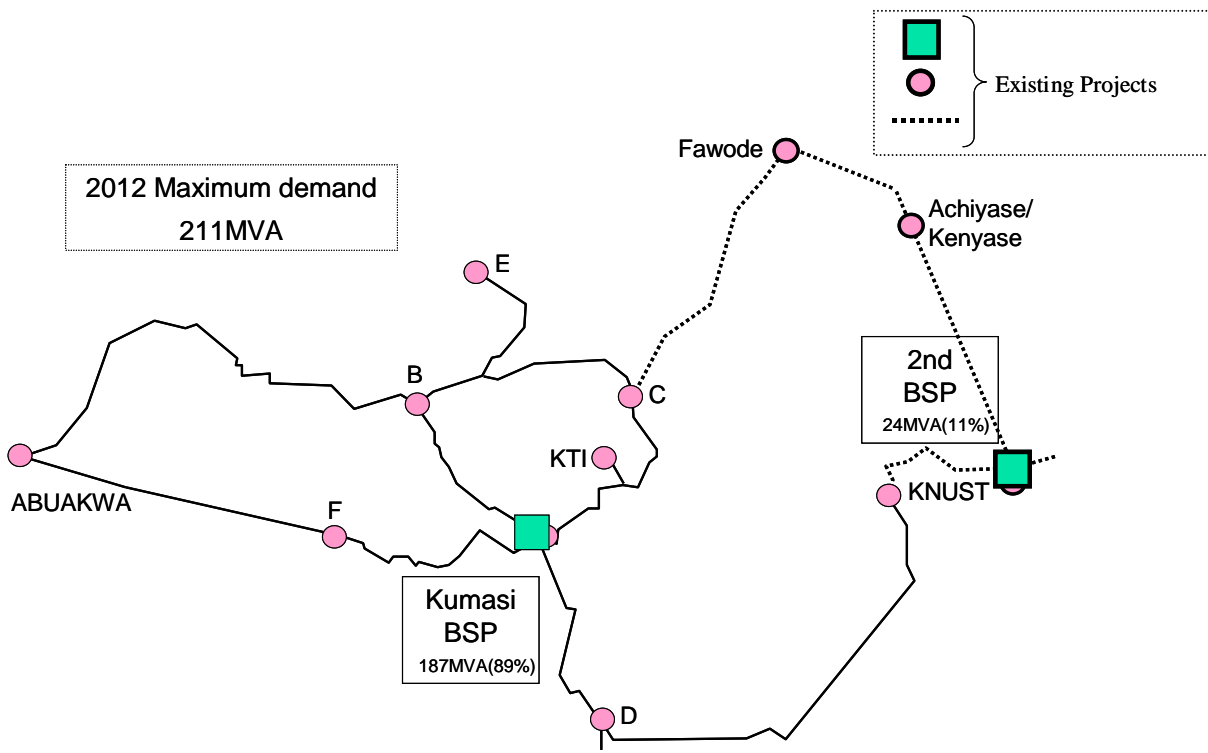 Existing Projects
Fawode
2012 Maximum demand
211MVA
Achiyase/
Kenyase
E
2nd
BSP
24MVA(11%)
B
C
KTI
ABUAKWA
KNUST
F
Kumasi
BSP
187MVA(89%)
D